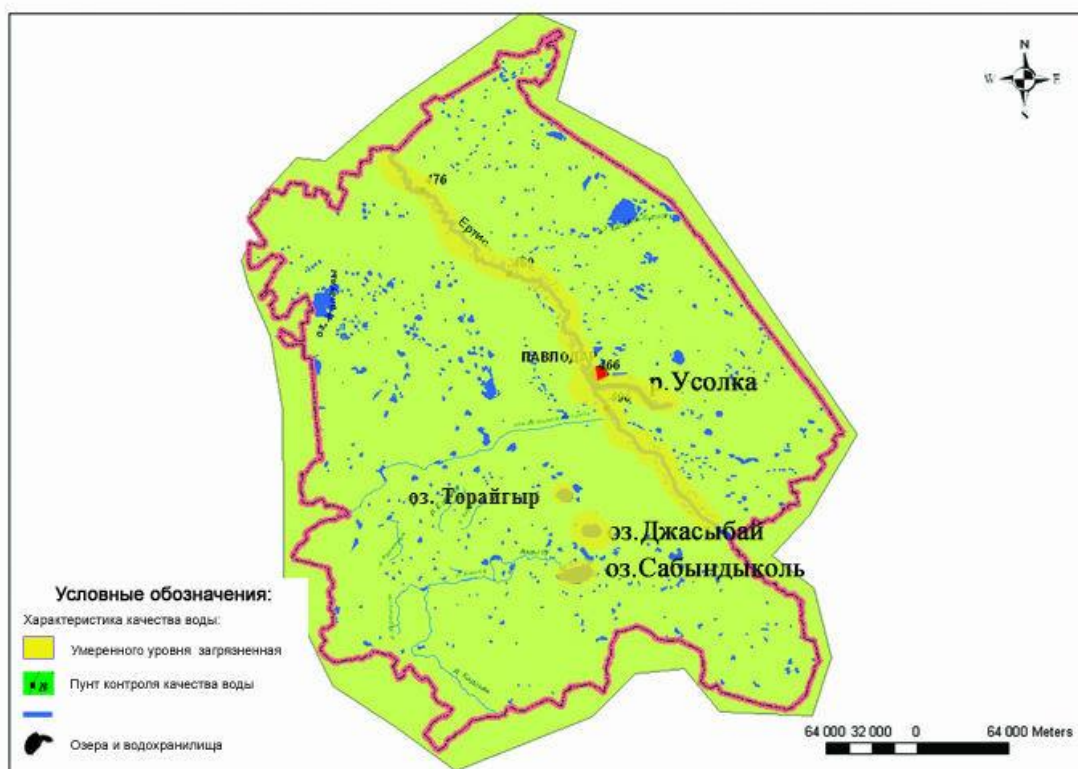 N
W
E
S
476
Ертис
ПАВЛОДАР
466
р.Усолка
оз. Торайгыр
оз.Джасыбай
оз.Сабындыколь
Условные обозначения:
Характеристика качества воды:
Умеренного уровня загрязненная
Пунт контроля качества воды
Озера и водохранилища
64 000 32 000 0 64 000 Meters